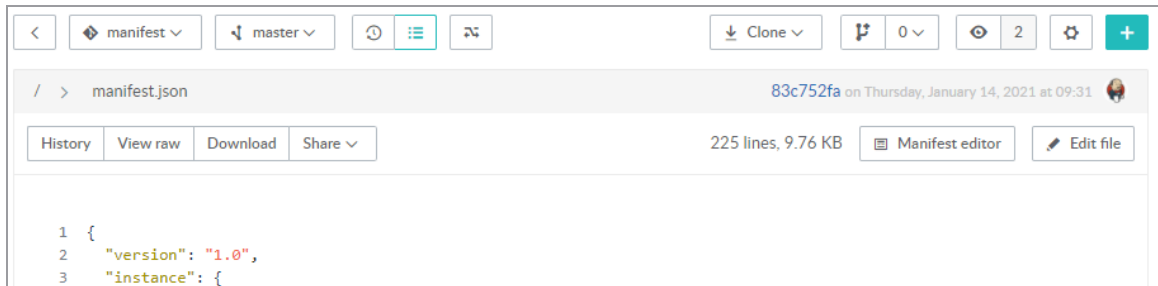 manifest master Clone 0 2 +
/ > manifest.json 83c752fa on Thursday, January 14, 2021 at 09:31
History View raw Download Share 225 lines, 9.76 KB Manifest editor Edit file
1 {
2 "version": "1.0",
3 "instance": {